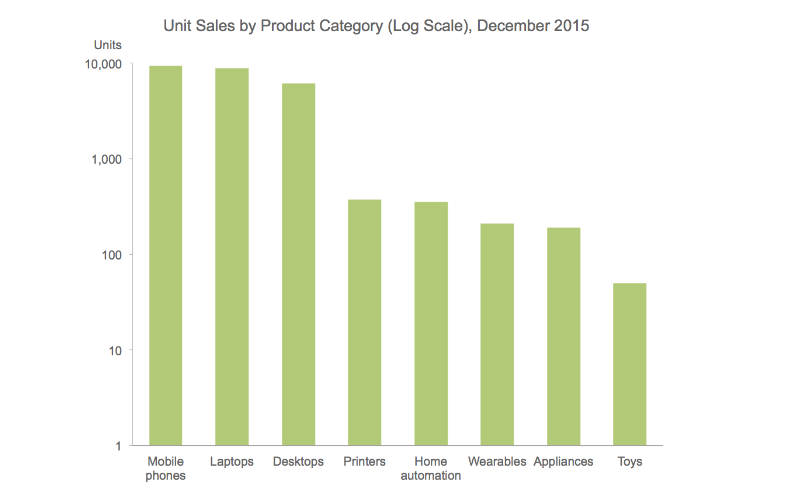 Unit Sales by Product Category (Log Scale), December 2015
Units
10,000
1,000
100
10
1
Mobile phones
Laptops
Desktops
Printers
Home automation
Wearables
Appliances
Toys